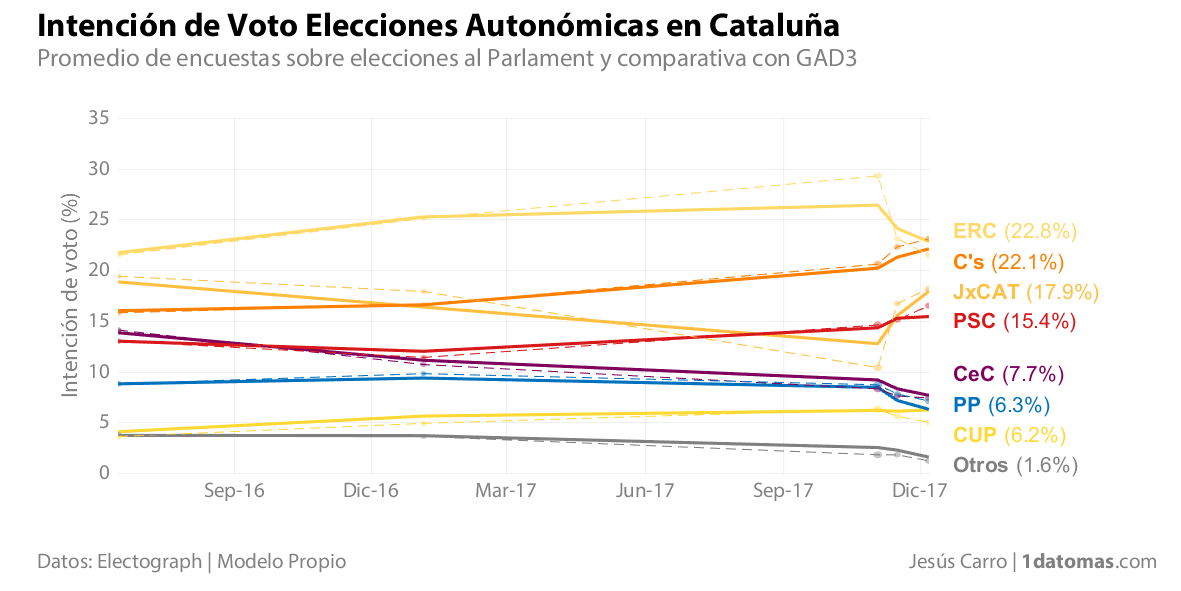 Intención de Voto Elecciones Autonómicas en Cataluña
Promedio de encuestas sobre elecciones al Parlament y comparativa con GAD3
Intención de voto (%)
35
30
25
20
15
10
5
0
Sep-16
Dic-16
Mar-17
Jun-17
Sep-17
Dic-17
ERC (22.8%)
C's (22.1%)
JxCAT (17.9%)
PSC (15.4%)
CeC (7.7%)
PP (6.3%)
CUP (6.2%)
Otros (1.6%)
Datos: Electograph | Modelo Propio
Jesús Carro | 1datomas.com